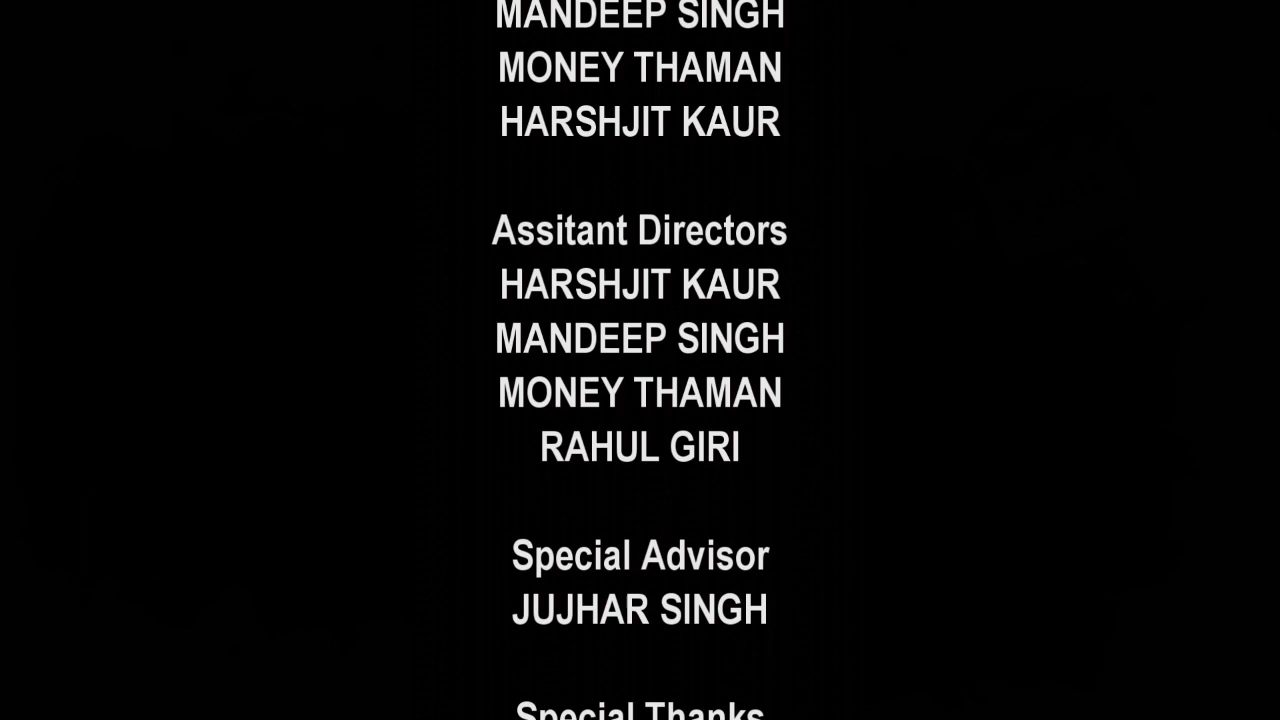 MANDEEP SINGH
MONEY THAMAN
HARSHJIT KAUR
Assitant Directors
HARSHJIT KAUR
MANDEEP SINGH
MONEY THAMAN
RAHUL GIRI
Special Advisor
JUJHAR SINGH
Special Thanks